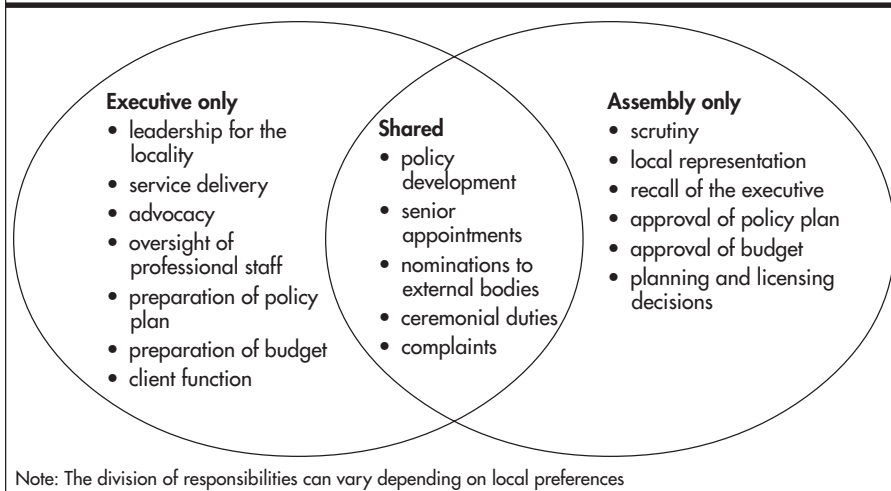 Executive only
• leadership for the
locality
• service delivery
• advocacy
• oversight of
professional staff
• preparation of policy
plan
• preparation of budget
• client function
Shared
• policy
development
• senior
appointments
• nominations to
external bodies
• ceremonial duties
• complaints
Assembly only
• scrutiny
• local representation
• recall of the executive
• approval of policy plan
• approval of budget
• planning and licensing
decisions
Note: The division of responsibilities can vary depending on local preferences